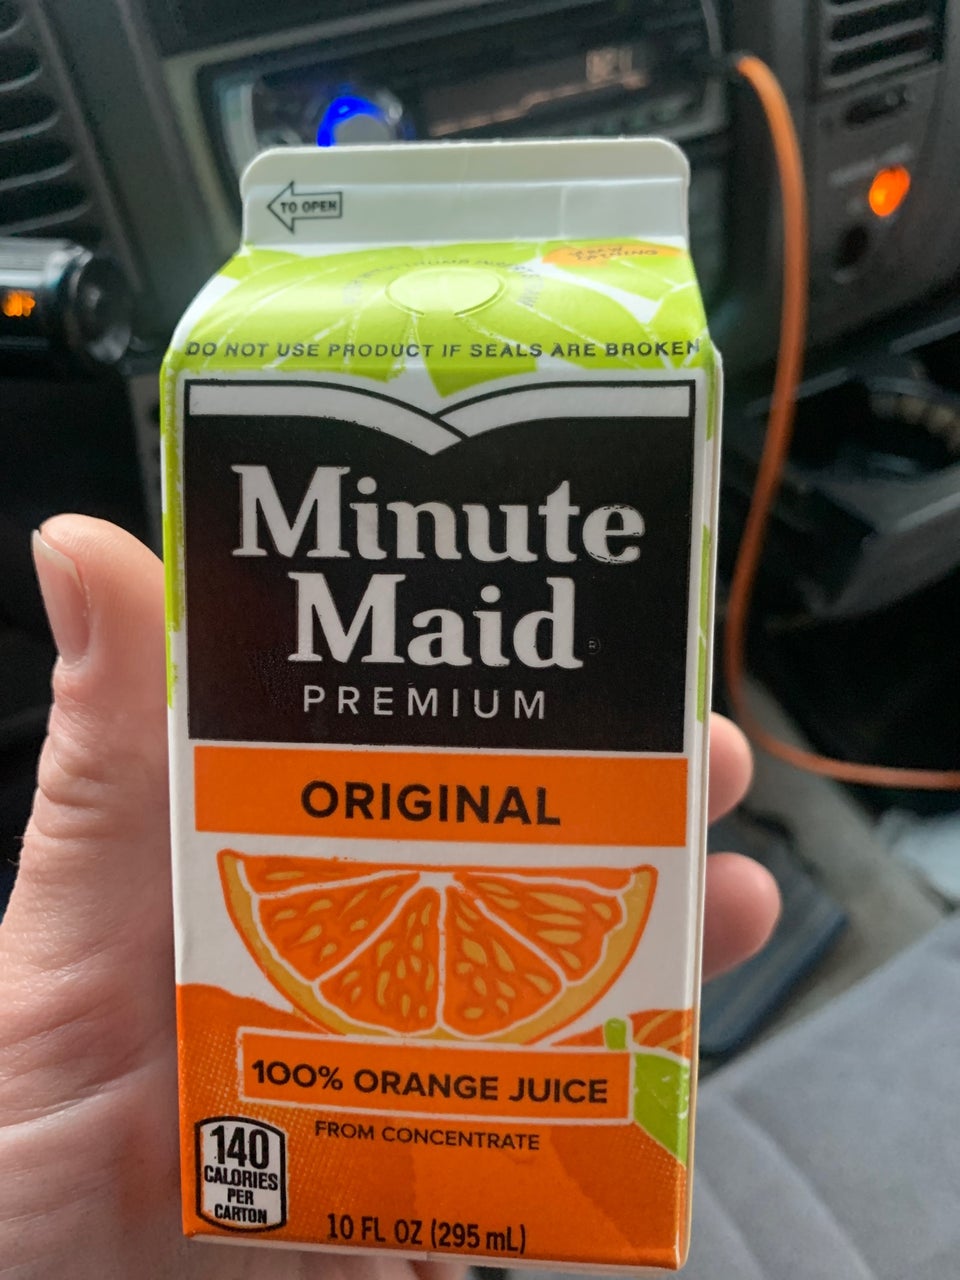 TO OPEN
DO NOT USE PRODUCT IF SEALS ARE BROKEN
Minute
Maid
PREMIUM
ORIGINAL
100% ORANGE JUICE
FROM CONCENTRATE
140
CALORIES
PER
CARTON
10 FL OZ (295 mL)